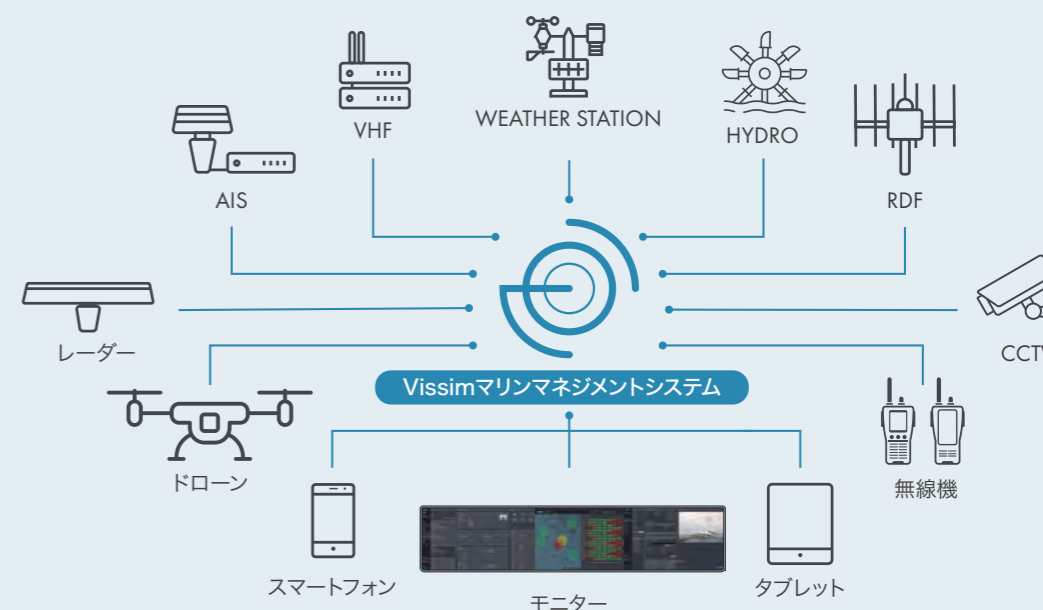 WEATHER STATION
VHF
HYDRO
AIS
RDF
レーダー
CCTV
Vissimマリンマネジメントシステム
ドローン
無線機
スマートフォン
モニター
タブレット